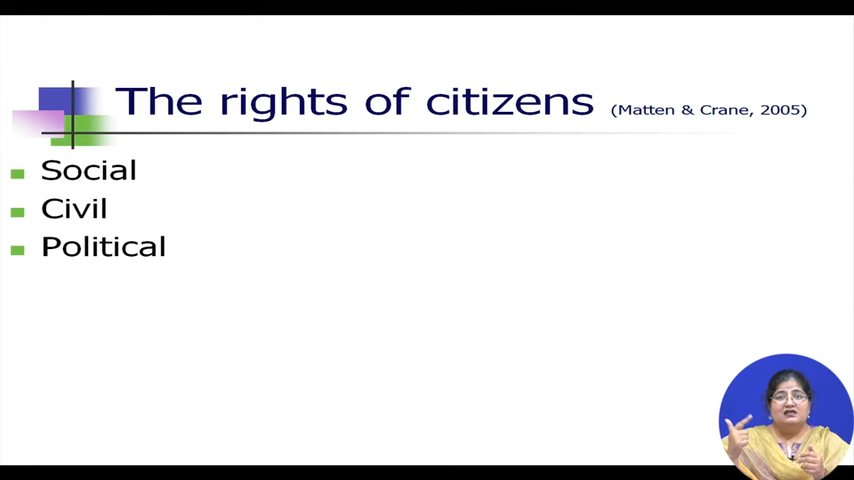 The rights of citizens (Matten & Crane, 2005)
Social
Civil
Political